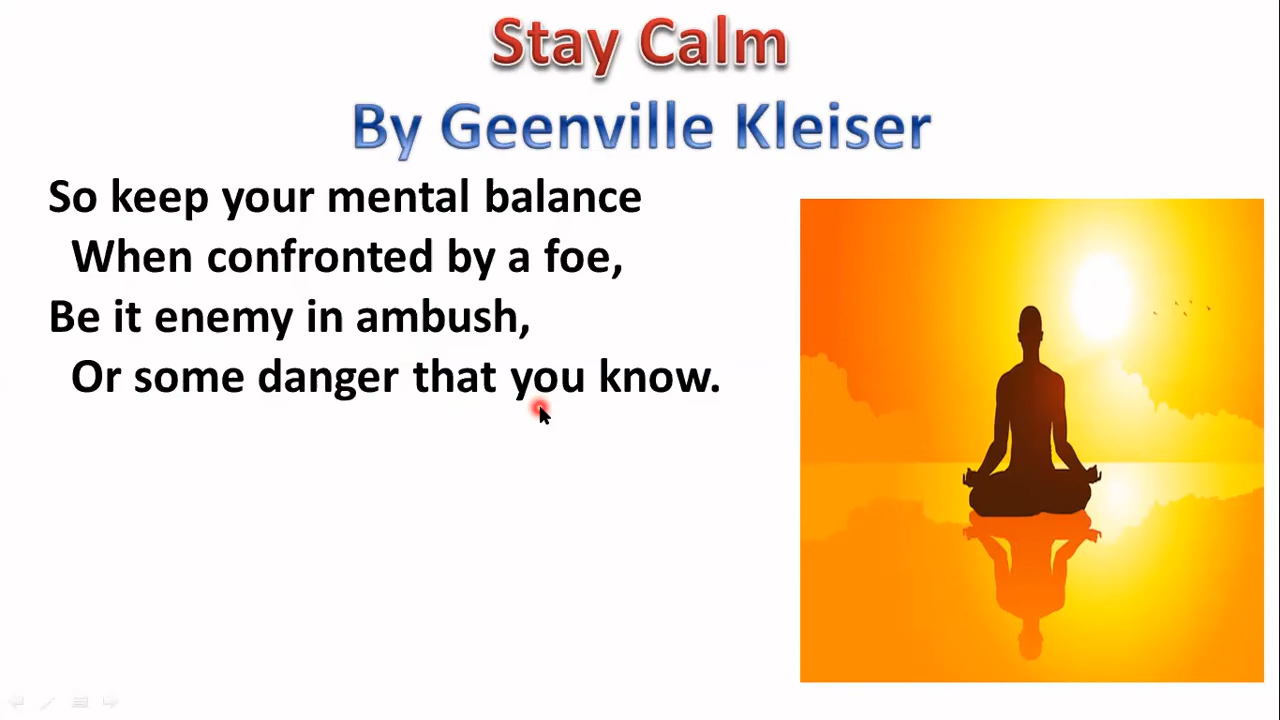 Stay Calm
By Geenville Kleiser
So keep your mental balance
When confronted by a foe,
Be it enemy in ambush,
Or some danger that you know.